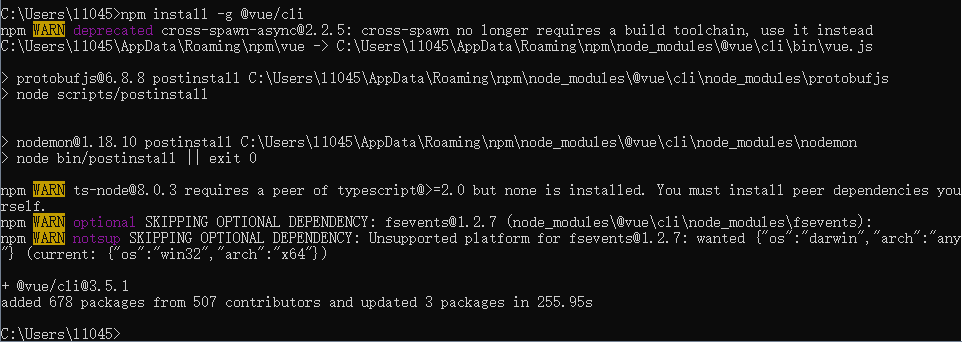 C:\Users\11045>npm install -g @vue/cli
npm WARN deprecated cross-spawn-async@2.2.5: cross-spawn no longer requires a build toolchain, use it instead
C:\Users\11045\AppData\Roaming\npm\vue -> C:\Users\11045\AppData\Roaming\npm\node_modules\@vue\cli\bin\vue.js
> protobufjs@6.8.8 postinstall C:\Users\11045\AppData\Roaming\npm\node_modules\@vue\cli\node_modules\protobufjs
> node scripts/postinstall
> nodemon@1.18.10 postinstall C:\Users\11045\AppData\Roaming\npm\node_modules\@vue\cli\node_modules\nodemon
> node bin/postinstall || exit 0
npm WARN ts-node@8.0.3 requires a peer of typescript@>=2.0 but none is installed. You must install peer dependencies you
rself.
npm WARN optional SKIPPING OPTIONAL DEPENDENCY: fsevents@1.2.7 (node_modules\@vue\cli\node_modules\fsevents):
npm WARN notsup SKIPPING OPTIONAL DEPENDENCY: Unsupported platform for fsevents@1.2.7: wanted {"os":"darwin","arch":"any
"} (current: {"os":"win32","arch":"x64"})
+ @vue/cli@3.5.1
added 678 packages from 507 contributors and updated 3 packages in 255.95s
C:\Users\11045>